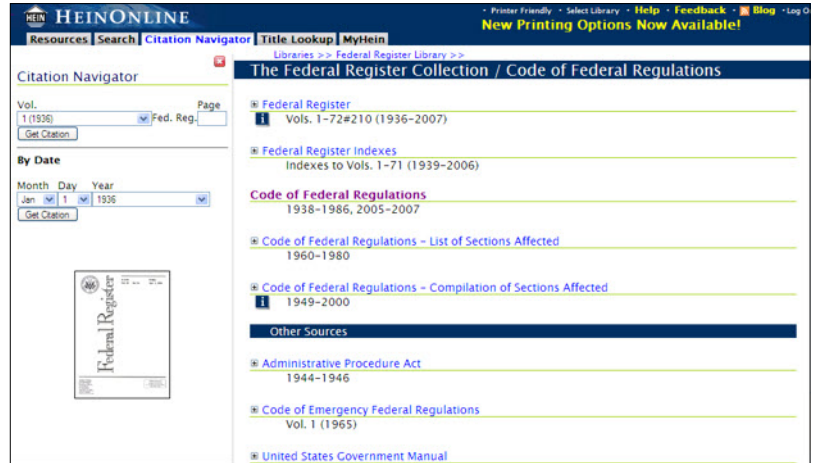 HEIN HEINONLINE
· Printer Friendly · Select Library · Help · Feedback · Blog · Log O
New Printing Options Now Available!
Resources Search Citation Navigator Title Lookup MyHein
Libraries >> Federal Register Library >>
The Federal Register Collection / Code of Federal Regulations
Citation Navigator
Vol. Page
1 (1936) Fed. Reg.
Get Citation
By Date
Month Day Year
Jan 1 1936
Get Citation
Federal Register
Federal Register
Vols. 1-72#210 (1936-2007)
Federal Register Indexes
Indexes to Vols. 1-71 (1939-2006)
Code of Federal Regulations
1938-1986, 2005-2007
Code of Federal Regulations - List of Sections Affected
1960-1980
Code of Federal Regulations - Compilation of Sections Affected
1949-2000
Other Sources
Administrative Procedure Act
1944-1946
Code of Emergency Federal Regulations
Vol. 1 (1965)
United States Government Manual